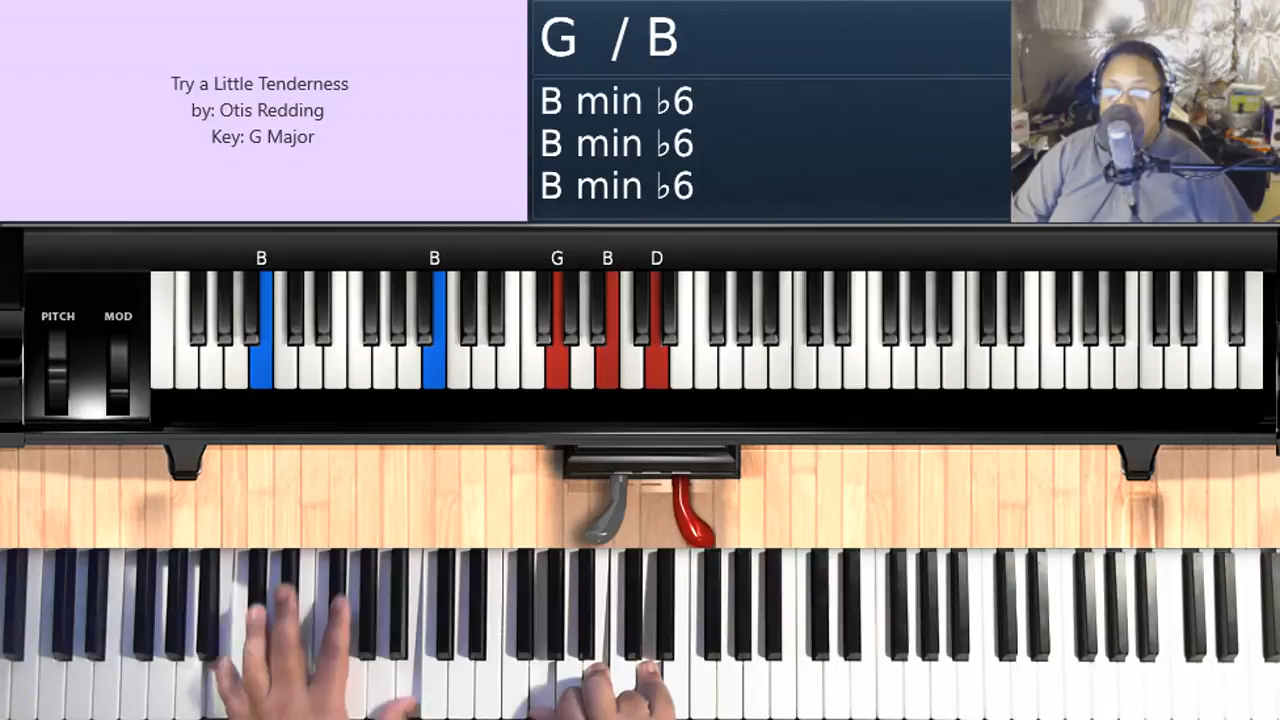 Try a Little Tenderness
by: Otis Redding
Key: G Major
G / B
B min ♭6
B min ♭6
B min ♭6
B B G B D
PITCH MOD